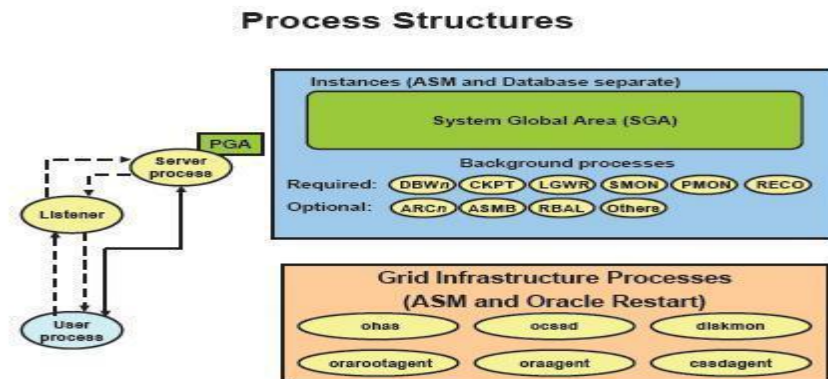 Process Structures
Instances (ASM and Database separate)
System Global Area (SGA)
PGA
Server
process
Background processes
Required: DBWn CKPT LGWR SMON PMON RECO
Optional: ARCn ASMB RBAL Others
Listener
User
process
Grid Infrastructure Processes
(ASM and Oracle Restart)
ohas ocssd diskmon
orarootagent oraagent cssdagent